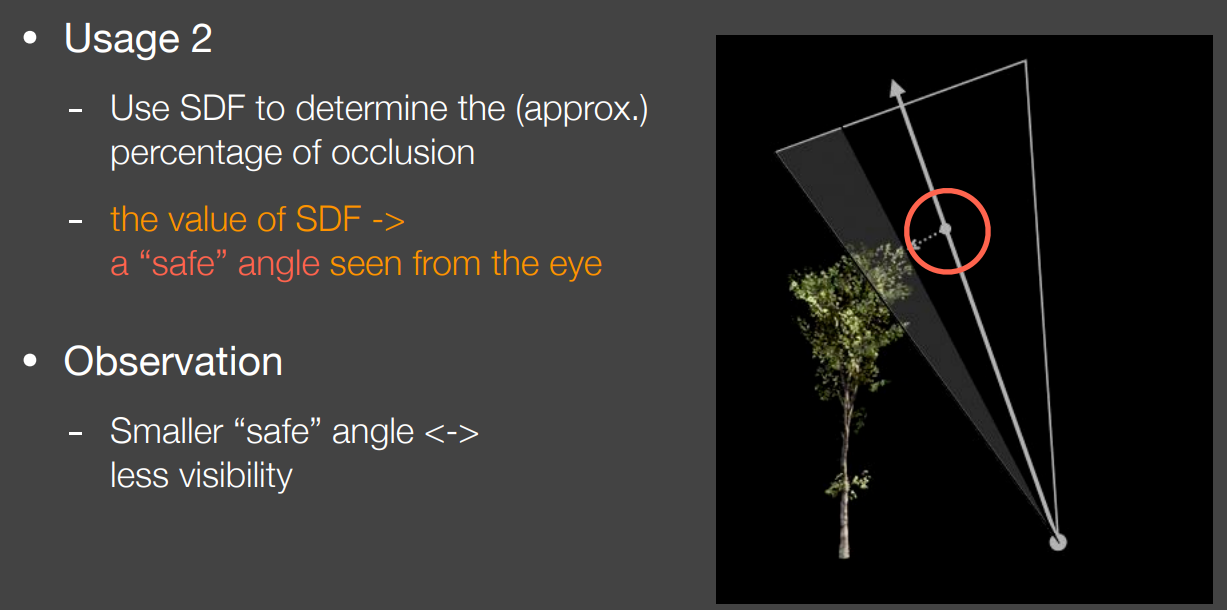 • Usage 2
- Use SDF to determine the (approx.)
percentage of occlusion
- the value of SDF ->
a “safe” angle seen from the eye
• Observation
- Smaller “safe” angle <->
less visibility